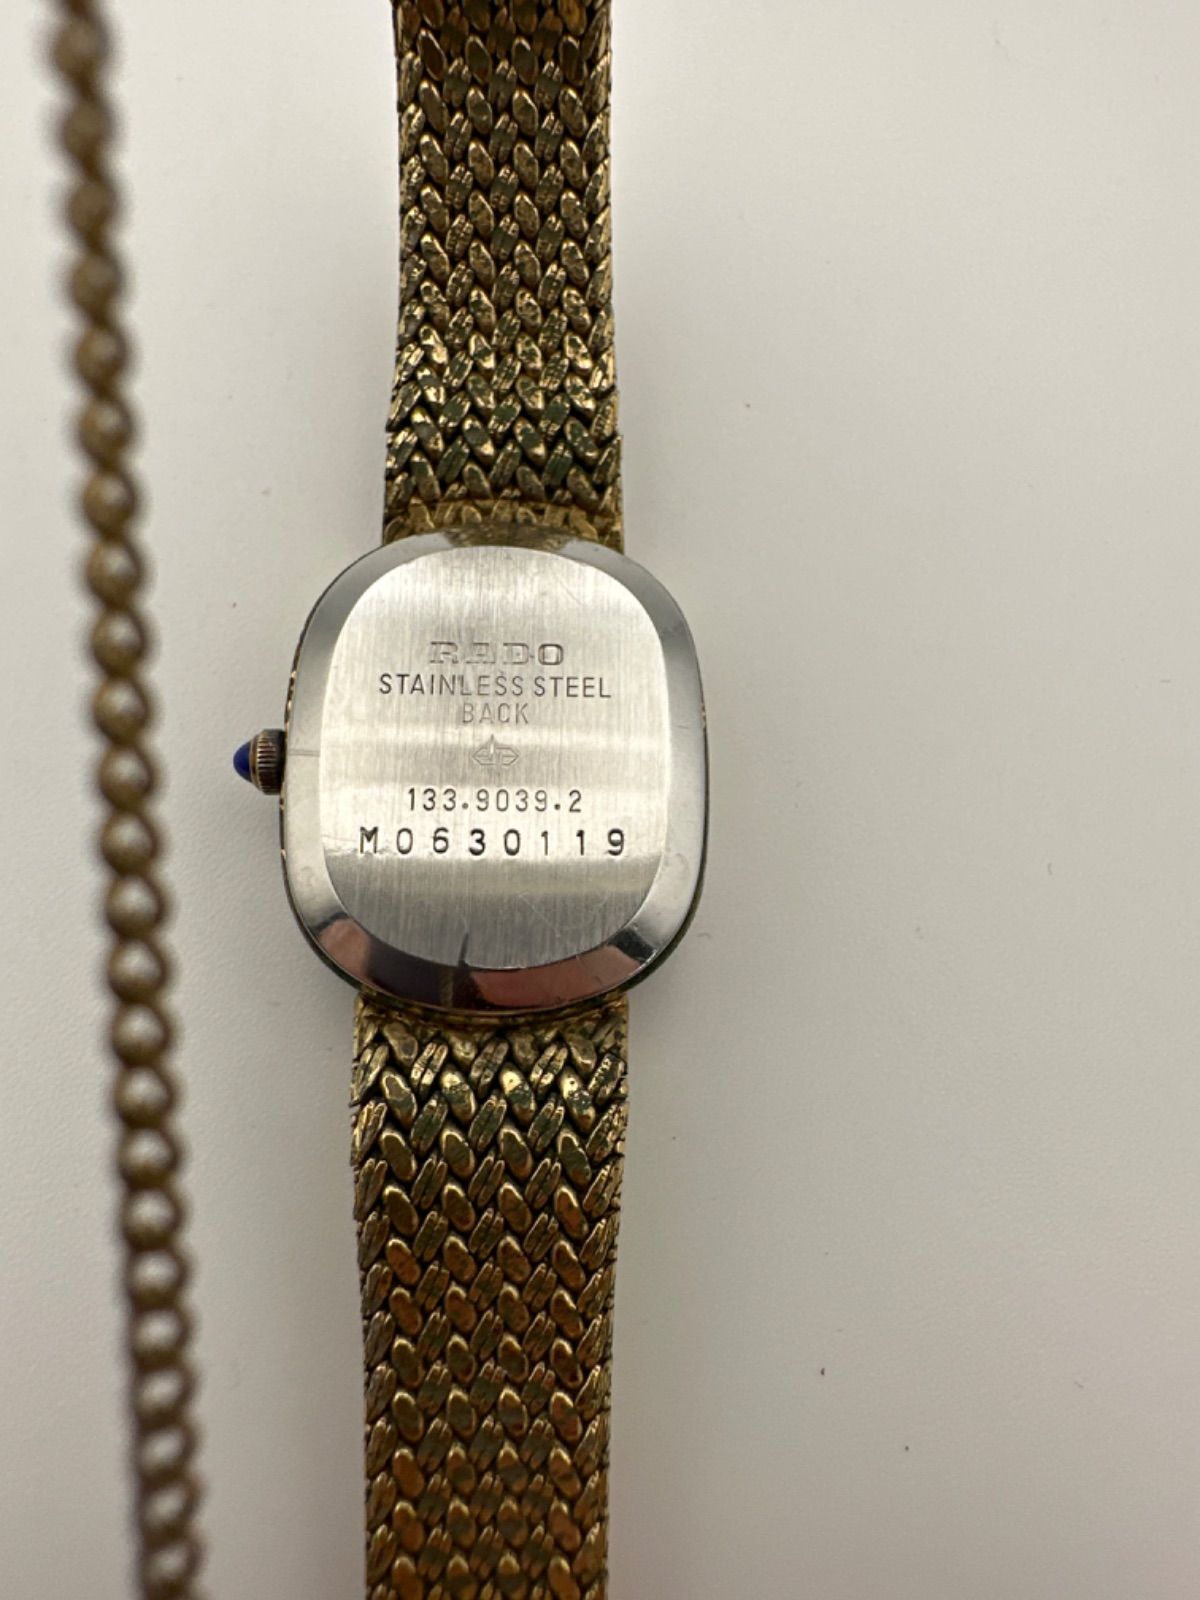 RADO
STAINLESS STEEL
BACK
133.9039.2
M0630119